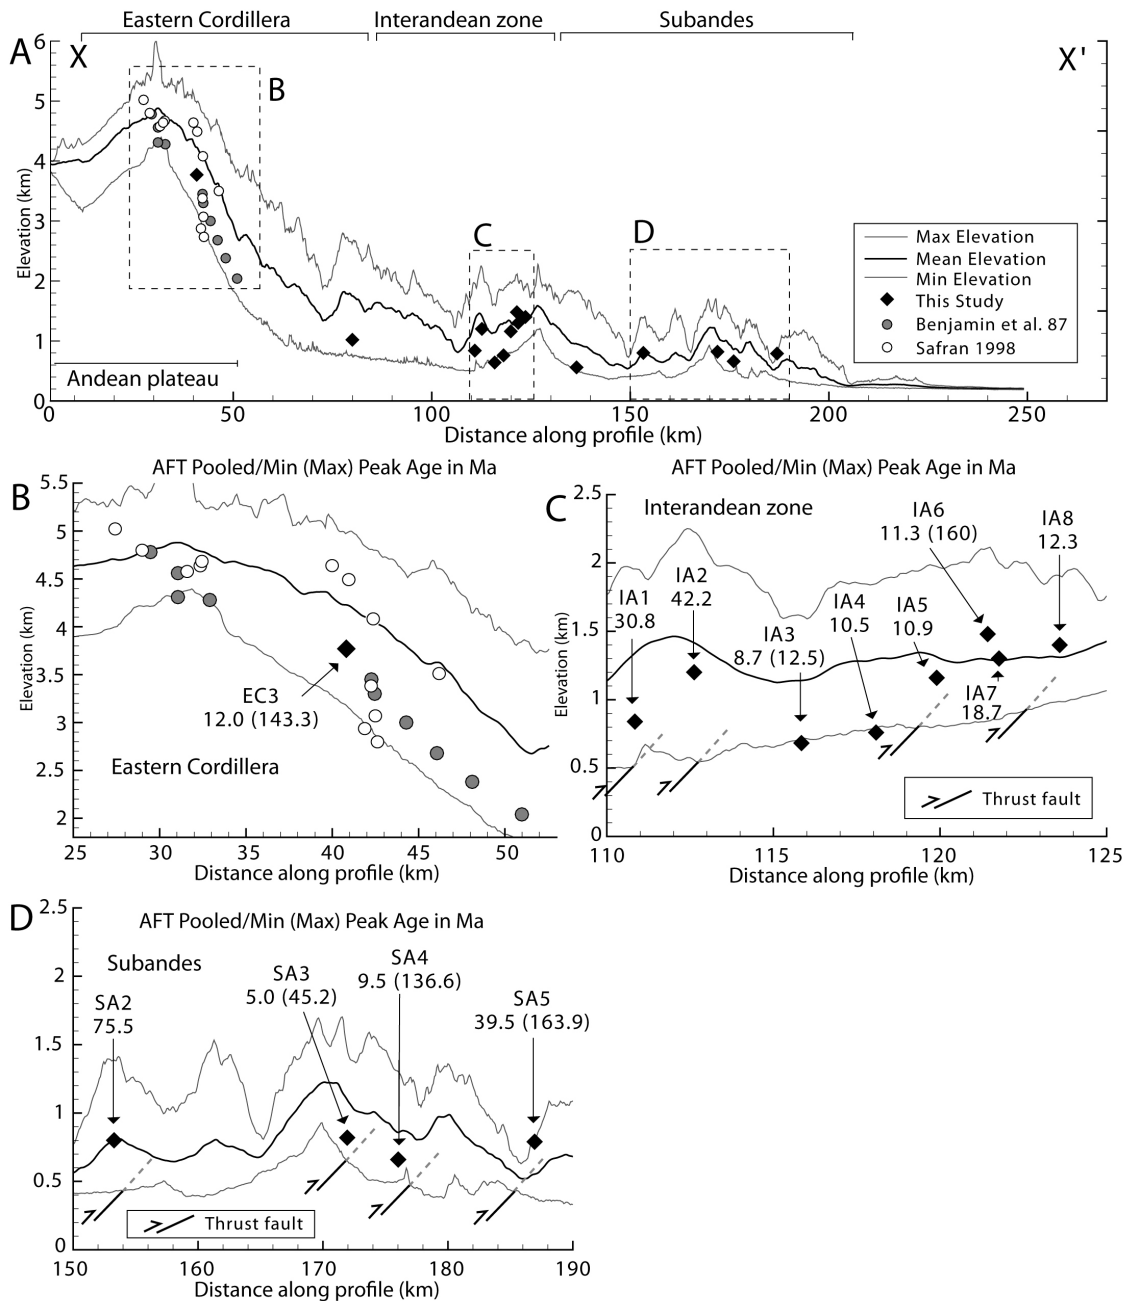 Eastern Cordillera Interandean zone Subandes
A X X'
6
5
4
3
2
1
0
Elevation (km)
B
C
D
Max Elevation
Mean Elevation
Min Elevation
This Study
Benjamin et al. 87
Safran 1998
Andean plateau
0 50 100 150 200 250
Distance along profile (km)
B
AFT Pooled/Min (Max) Peak Age in Ma
5.5
5
4.5
4
3.5
3
2.5
2
Elevation (km)
EC3
12.0 (143.3)
Eastern Cordillera
25 30 35 40 45 50
Distance along profile (km)
C
AFT Pooled/Min (Max) Peak Age in Ma
2.5
2
1.5
1
0.5
0
Elevation (km)
Interandean zone
IA1
30.8
IA2
42.2
IA3
8.7 (12.5)
IA4
10.5
IA5
10.9
IA6
11.3 (160)
IA7
18.7
IA8
12.3
Thrust fault
110 115 120 125
Distance along profile (km)
D
AFT Pooled/Min (Max) Peak Age in Ma
2.5
2
1.5
1
0.5
0
Elevation (km)
Subandes
SA2
75.5
SA3
5.0 (45.2)
SA4
9.5 (136.6)
SA5
39.5 (163.9)
Thrust fault
150 160 170 180 190
Distance along profile (km)